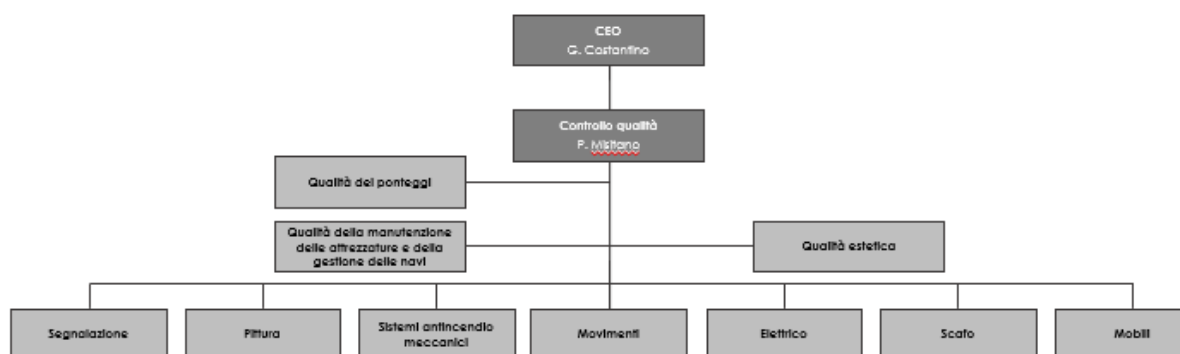 CEO
G. Costantino
Controllo qualità
P. Misitano
Qualità dei ponteggi
Qualità della manutenzione
delle attrezzature e della
gestione delle navi
Qualità estetica
Segnalazione
Pittura
Sistemi antincendio
meccanici
Movimenti
Elettrico
Scafo
Mobili